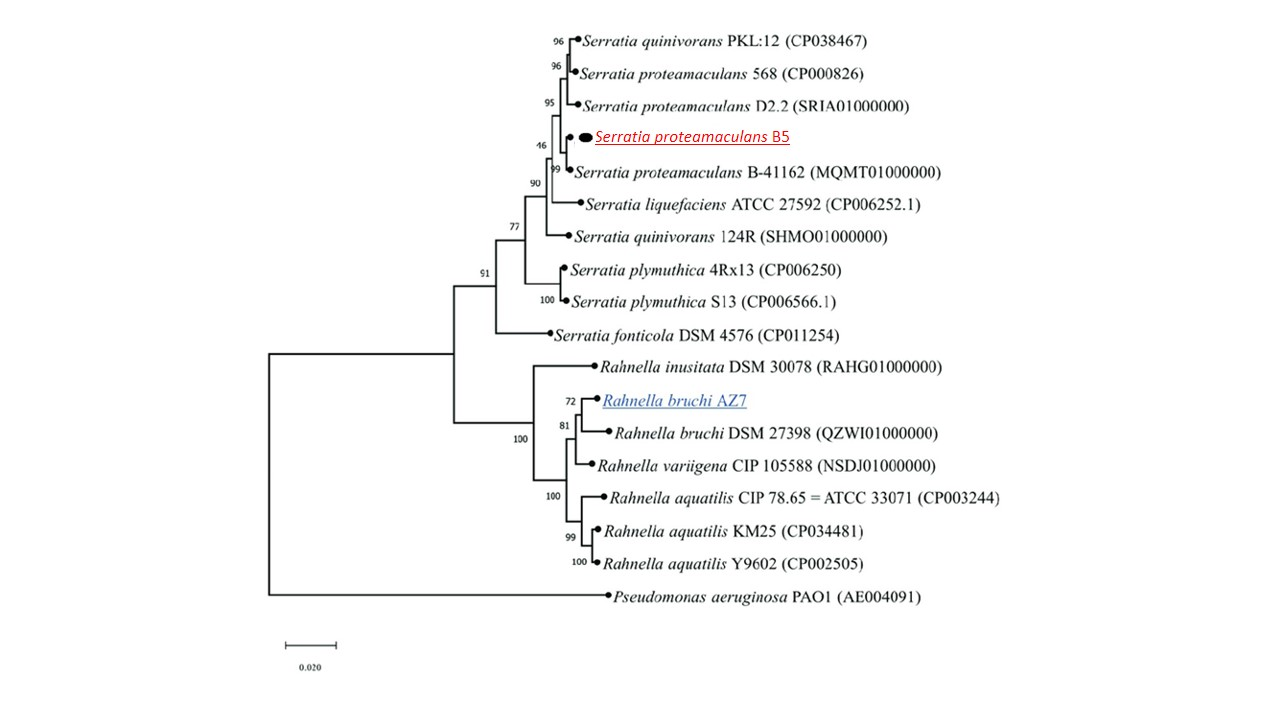 96
Serratia quinivorans PKL:12 (CP038467)
96
Serratia proteamaculans 568 (CP000826)
95
Serratia proteamaculans D2.2 (SRIA01000000)
Serratia proteamaculans B5
46
99
Serratia proteamaculans B-41162 (MQMT01000000)
90
Serratia liquefaciens ATCC 27592 (CP006252.1)
77
Serratia quinivorans 124R (SHMO01000000)
91
Serratia plymuthica 4Rx13 (CP006250)
100
Serratia plymuthica S13 (CP006566.1)
Serratia fonticola DSM 4576 (CP011254)
Rahnella inusitata DSM 30078 (RAHG01000000)
72
Rahnella bruchi AZ7
81
Rahnella bruchi DSM 27398 (QZWI01000000)
100
Rahnella variigena CIP 105588 (NSDJ01000000)
100
Rahnella aquatilis CIP 78.65 = ATCC 33071 (CP003244)
99
Rahnella aquatilis KM25 (CP034481)
100
Rahnella aquatilis Y9602 (CP002505)
Pseudomonas aeruginosa PAO1 (AE004091)
0.020